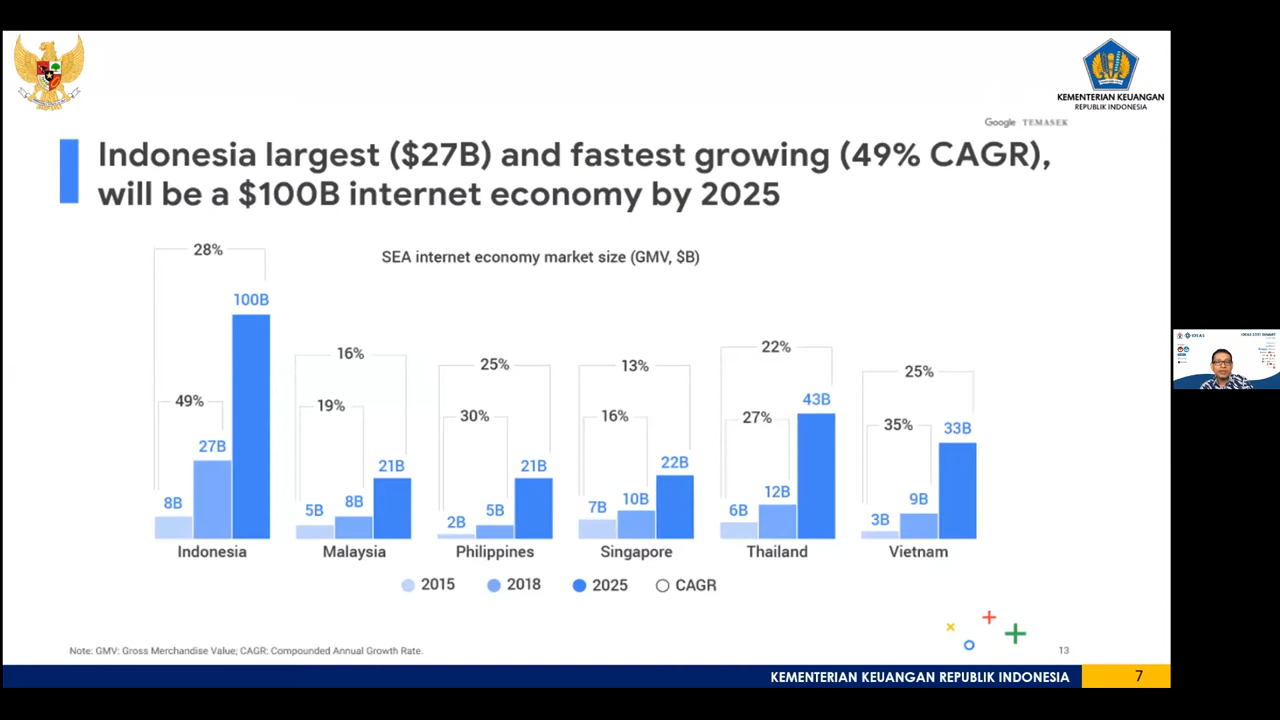 KEMENTERIAN KEUANGAN
REPUBLIK INDONESIA
Google TEMASEK
Indonesia largest ($27B) and fastest growing (49% CAGR),
will be a $100B internet economy by 2025
SEA internet economy market size (GMV, $B)
28%
49%
8B
27B
100B
Indonesia
16%
19%
5B
8B
21B
Malaysia
25%
30%
2B
5B
21B
Philippines
13%
16%
7B
10B
22B
Singapore
22%
27%
6B
12B
43B
Thailand
25%
35%
3B
9B
33B
Vietnam
2015 2018 2025 CAGR
Note: GMV: Gross Merchandise Value; CAGR: Compounded Annual Growth Rate.
13
KEMENTERIAN KEUANGAN REPUBLIK INDONESIA
7